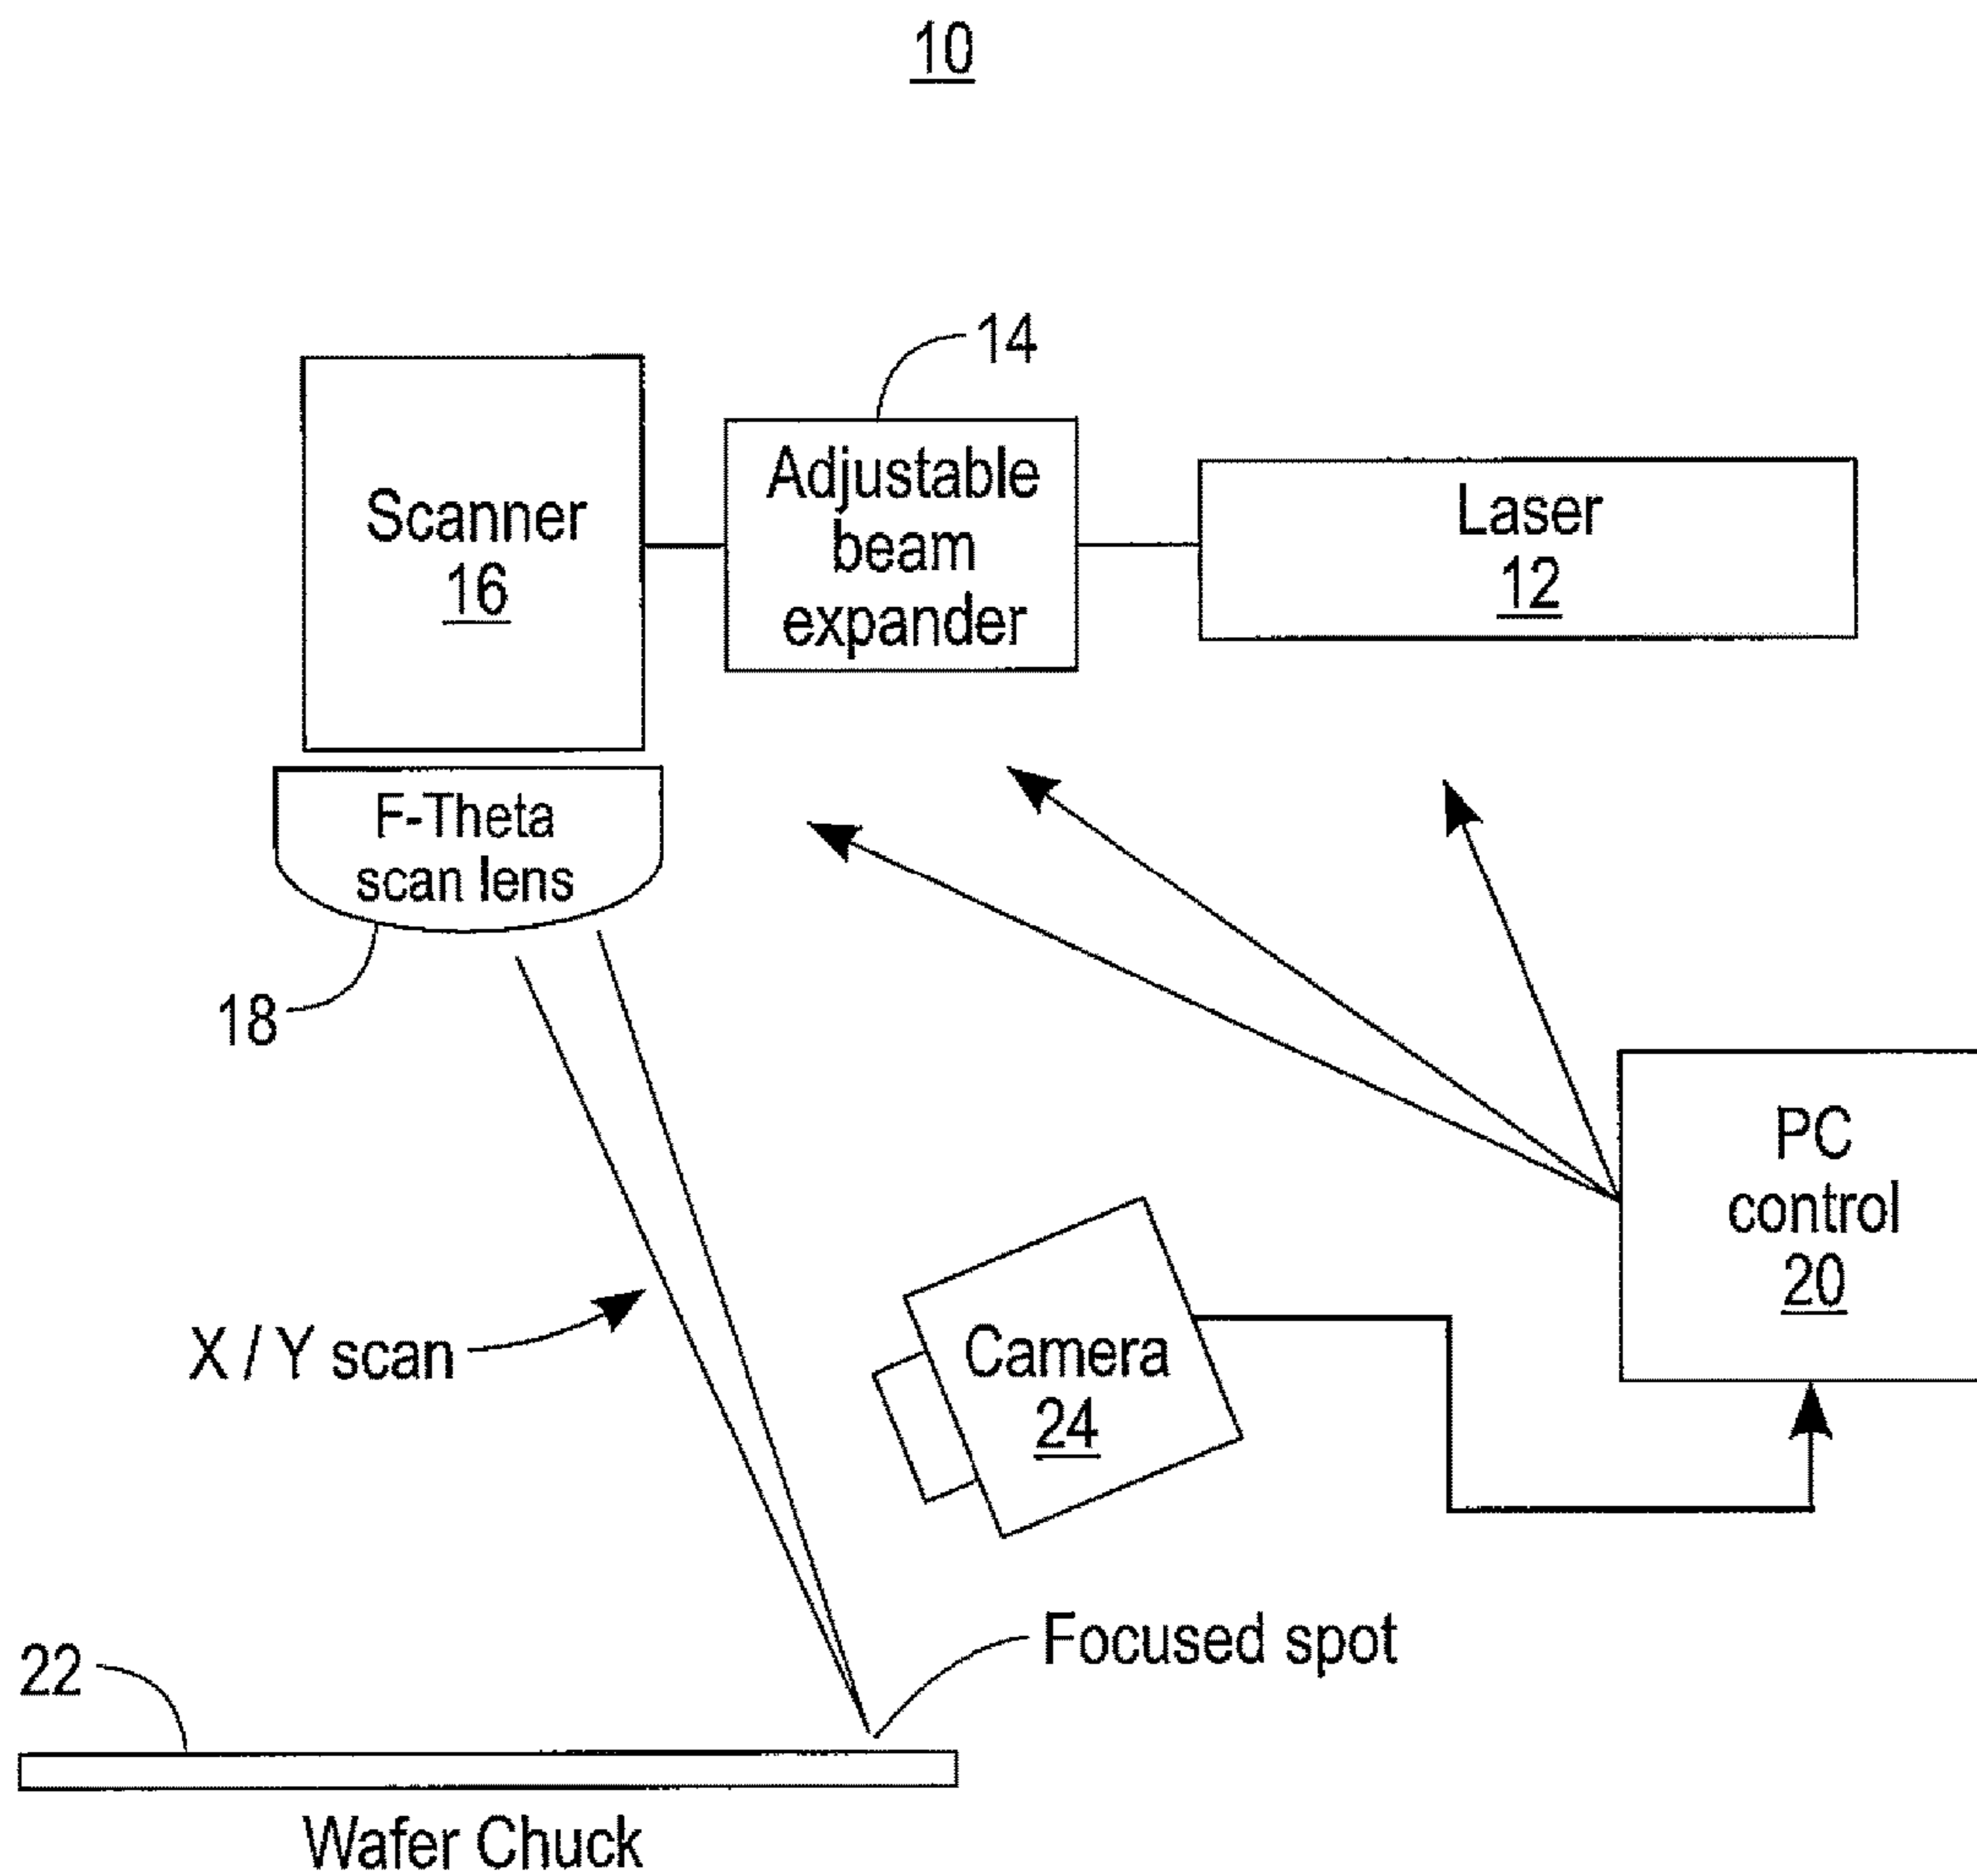 10
14
Scanner
16
Adjustable
beam
expander
Laser
12
F-Theta
scan lens
18
PC
control
20
X / Y scan
Camera
24
Focused spot
22
Wafer Chuck